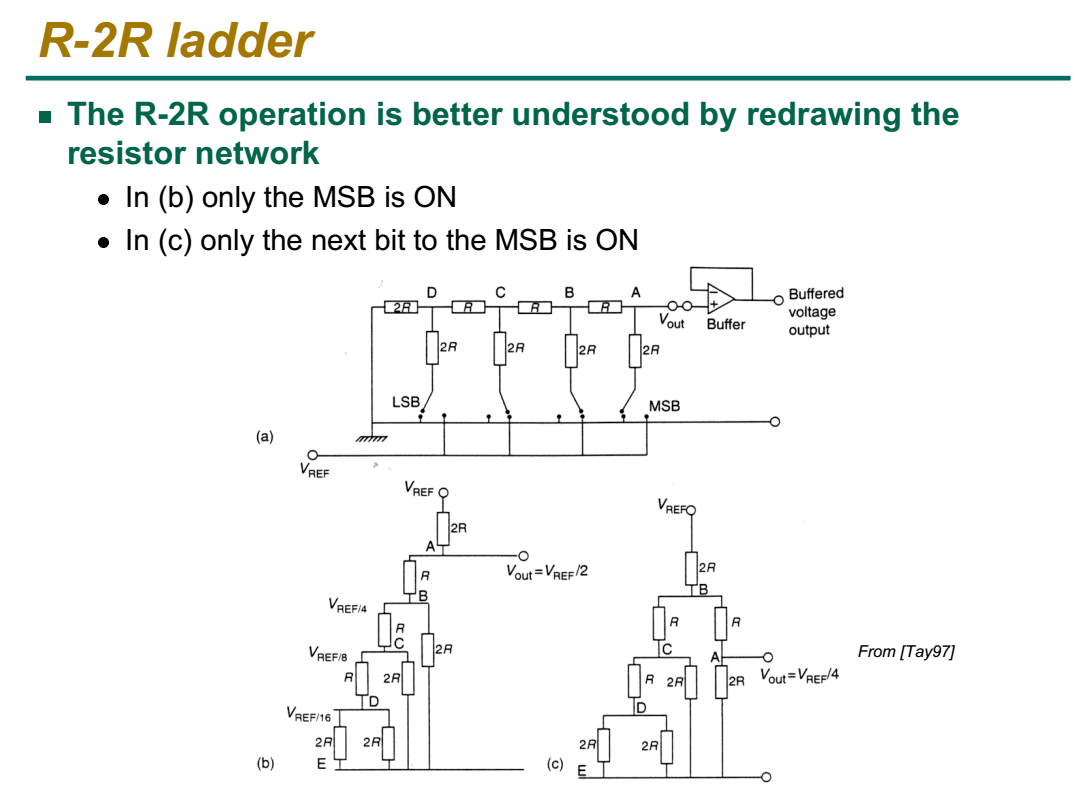 R-2R ladder
The R-2R operation is better understood by redrawing the
resistor network
In (b) only the MSB is ON
In (c) only the next bit to the MSB is ON
D C B A
2R R R R
Buffered
voltage
output
− +
Vout Buffer
2R 2R 2R 2R
LSB MSB
(a)
VREF
VREF
2R
A
Vout=VREF/2
R
B
VREF/4
R
C
2R
VREF/8
R 2R
D
VREF/16
2R 2R
(b) E
VREF
2R
B
R R
C A
Vout=VREF/4
R 2R 2R
D
2R 2R
(c) E
From [Tay97]